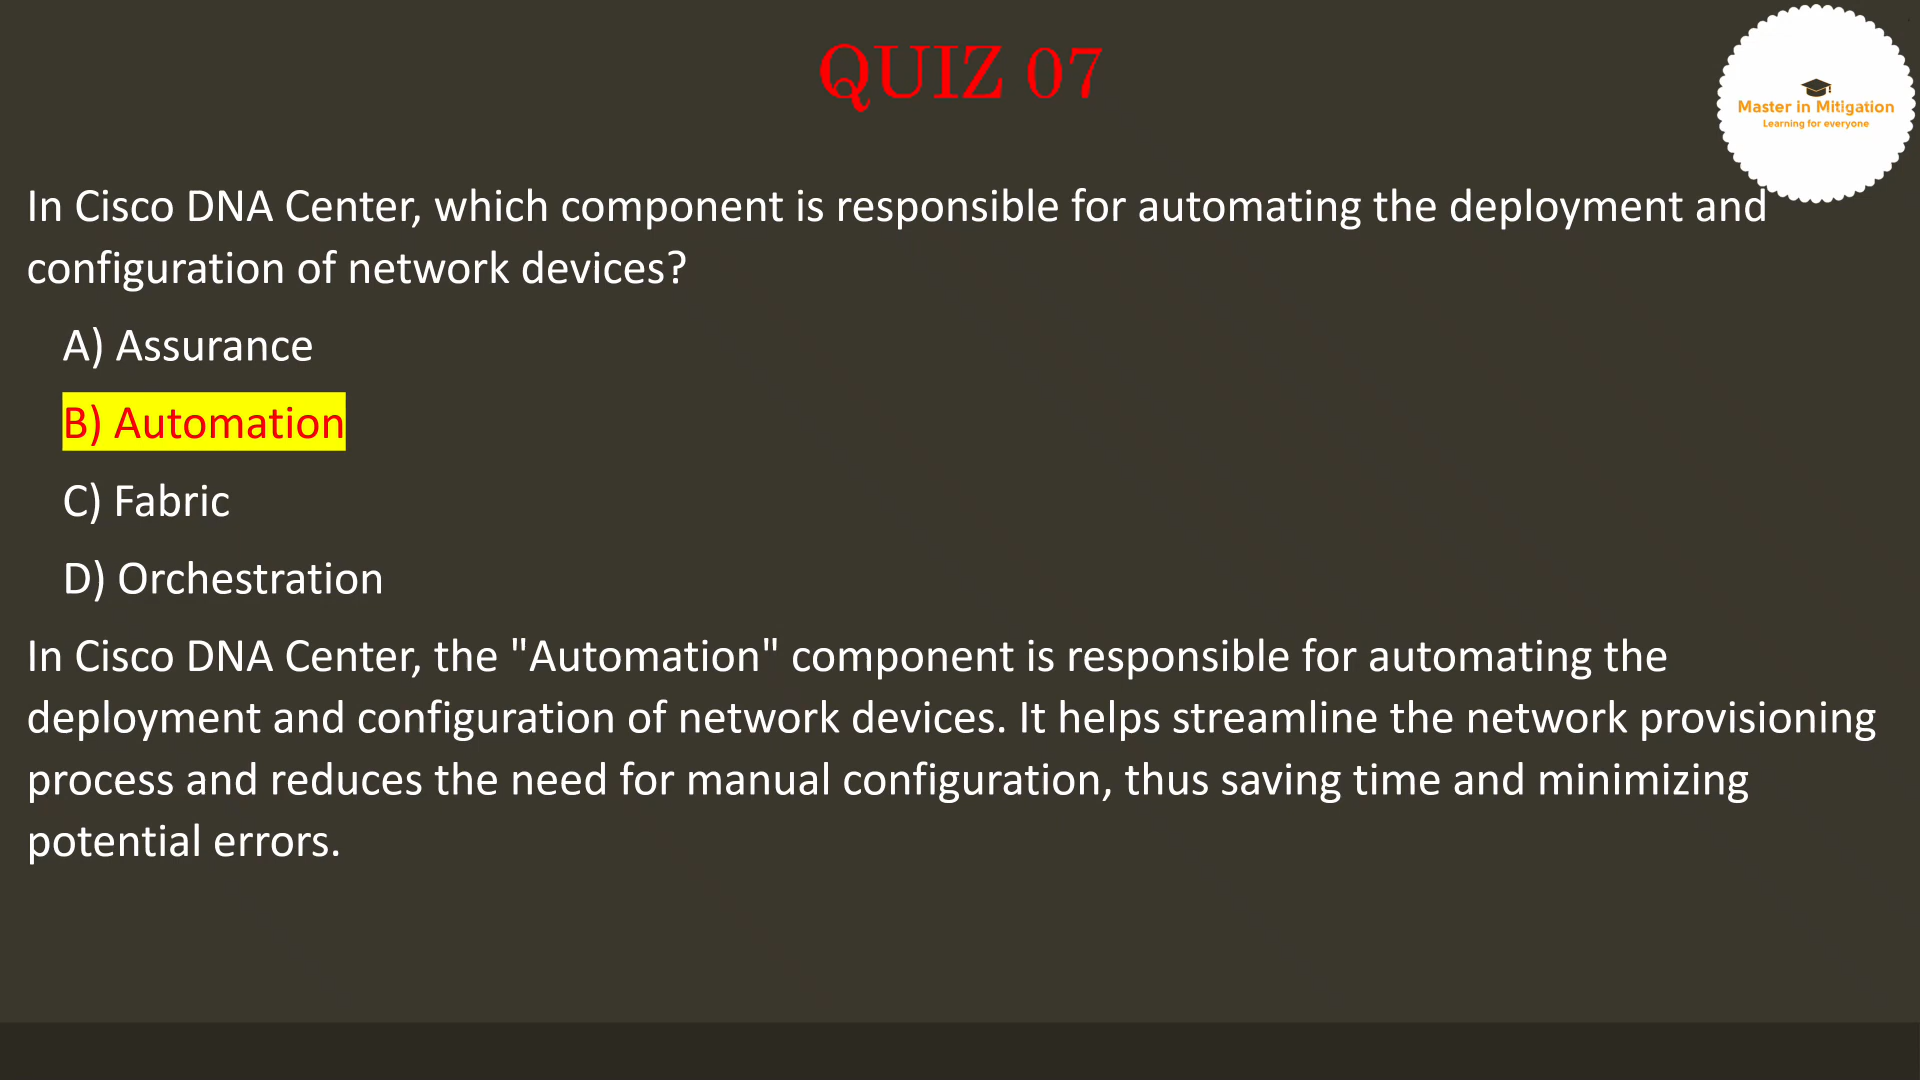 QUIZ 07
Master in Mitigation
Learning for everyone
In Cisco DNA Center, which component is responsible for automating the deployment and
configuration of network devices?
A) Assurance
B) Automation
C) Fabric
D) Orchestration
In Cisco DNA Center, the "Automation" component is responsible for automating the
deployment and configuration of network devices. It helps streamline the network provisioning
process and reduces the need for manual configuration, thus saving time and minimizing
potential errors.